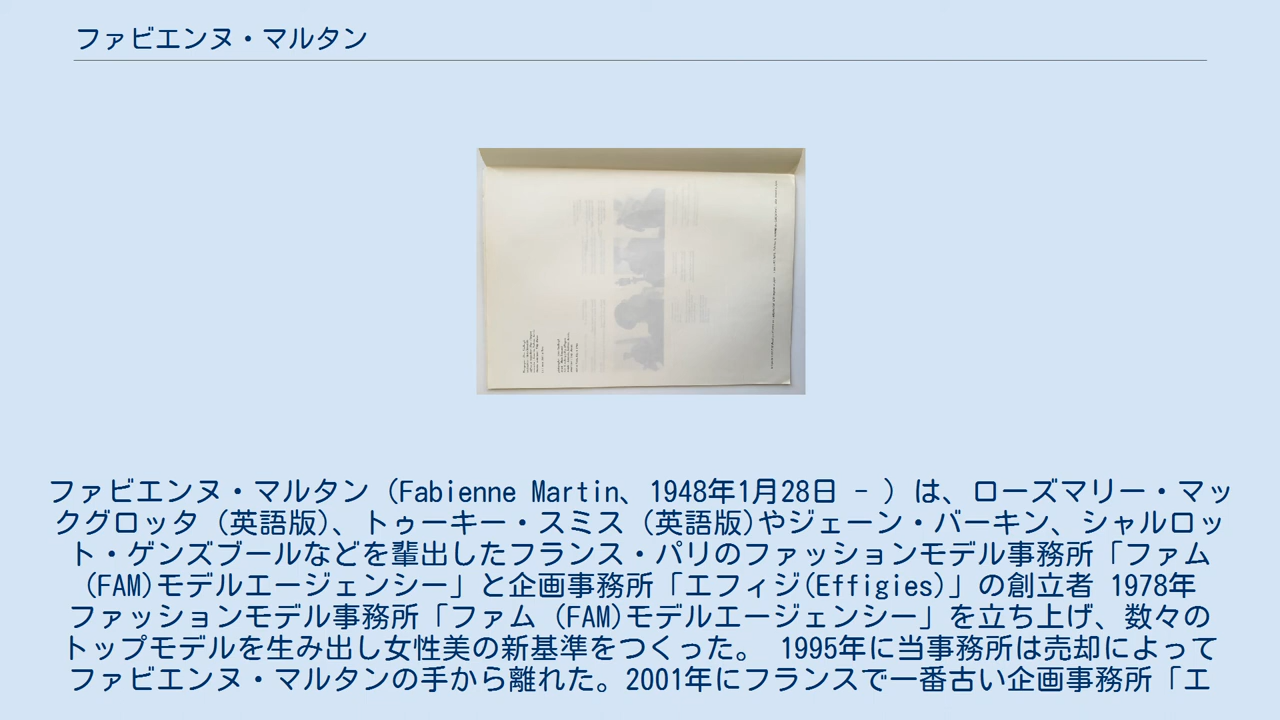 ファビエンヌ・マルタン
ファビエンヌ・マルタン (Fabienne Martin、1948年1月28日 - ) は、ローズマリー・マッ
クグロッタ (英語版)、トゥーキー・スミス (英語版)やジェーン・バーキン、シャルロッ
ト・ゲンズブールなどを輩出したフランス・パリのファッションモデル事務所「ファム
(FAM)モデルエージェンシー」と企画事務所「エフィジ(Effigies)」の創立者 1978年
ファッションモデル事務所「ファム (FAM)モデルエージェンシー」を立ち上げ、数々の
トップモデルを生み出し女性美の新基準をつくった。 1995年に当事務所は売却によって
ファビエンヌ・マルタンの手から離れた。2001年にフランスで一番古い企画事務所「エ